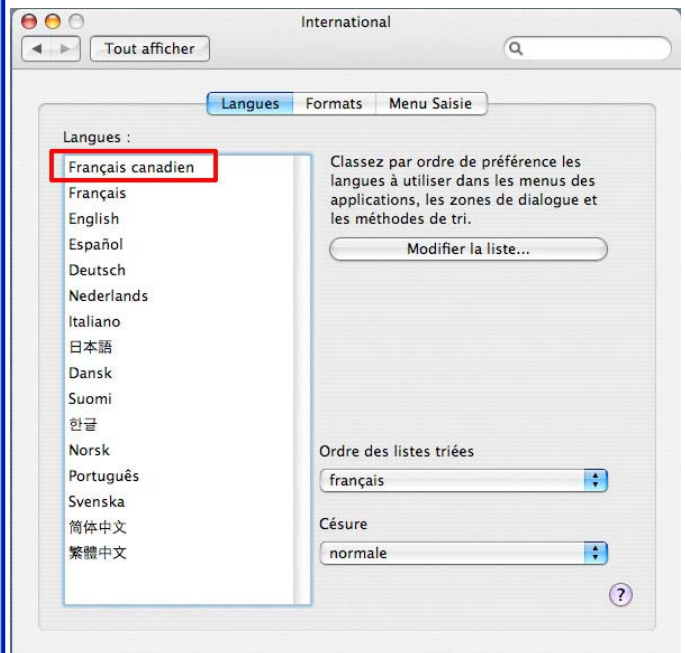 International
Tout afficher
Langues
Formats
Menu Saisie
Langues :
Français canadien
Français
English
Español
Deutsch
Nederlands
Italiano
日本語
Dansk
Suomi
한글
Norsk
Português
Svenska
简体中文
繁體中文
Classez par ordre de préférence les
langues à utiliser dans les menus des
applications, les zones de dialogue et
les méthodes de tri.
Modifier la liste...
Ordre des listes triées
français
Césure
normale
?